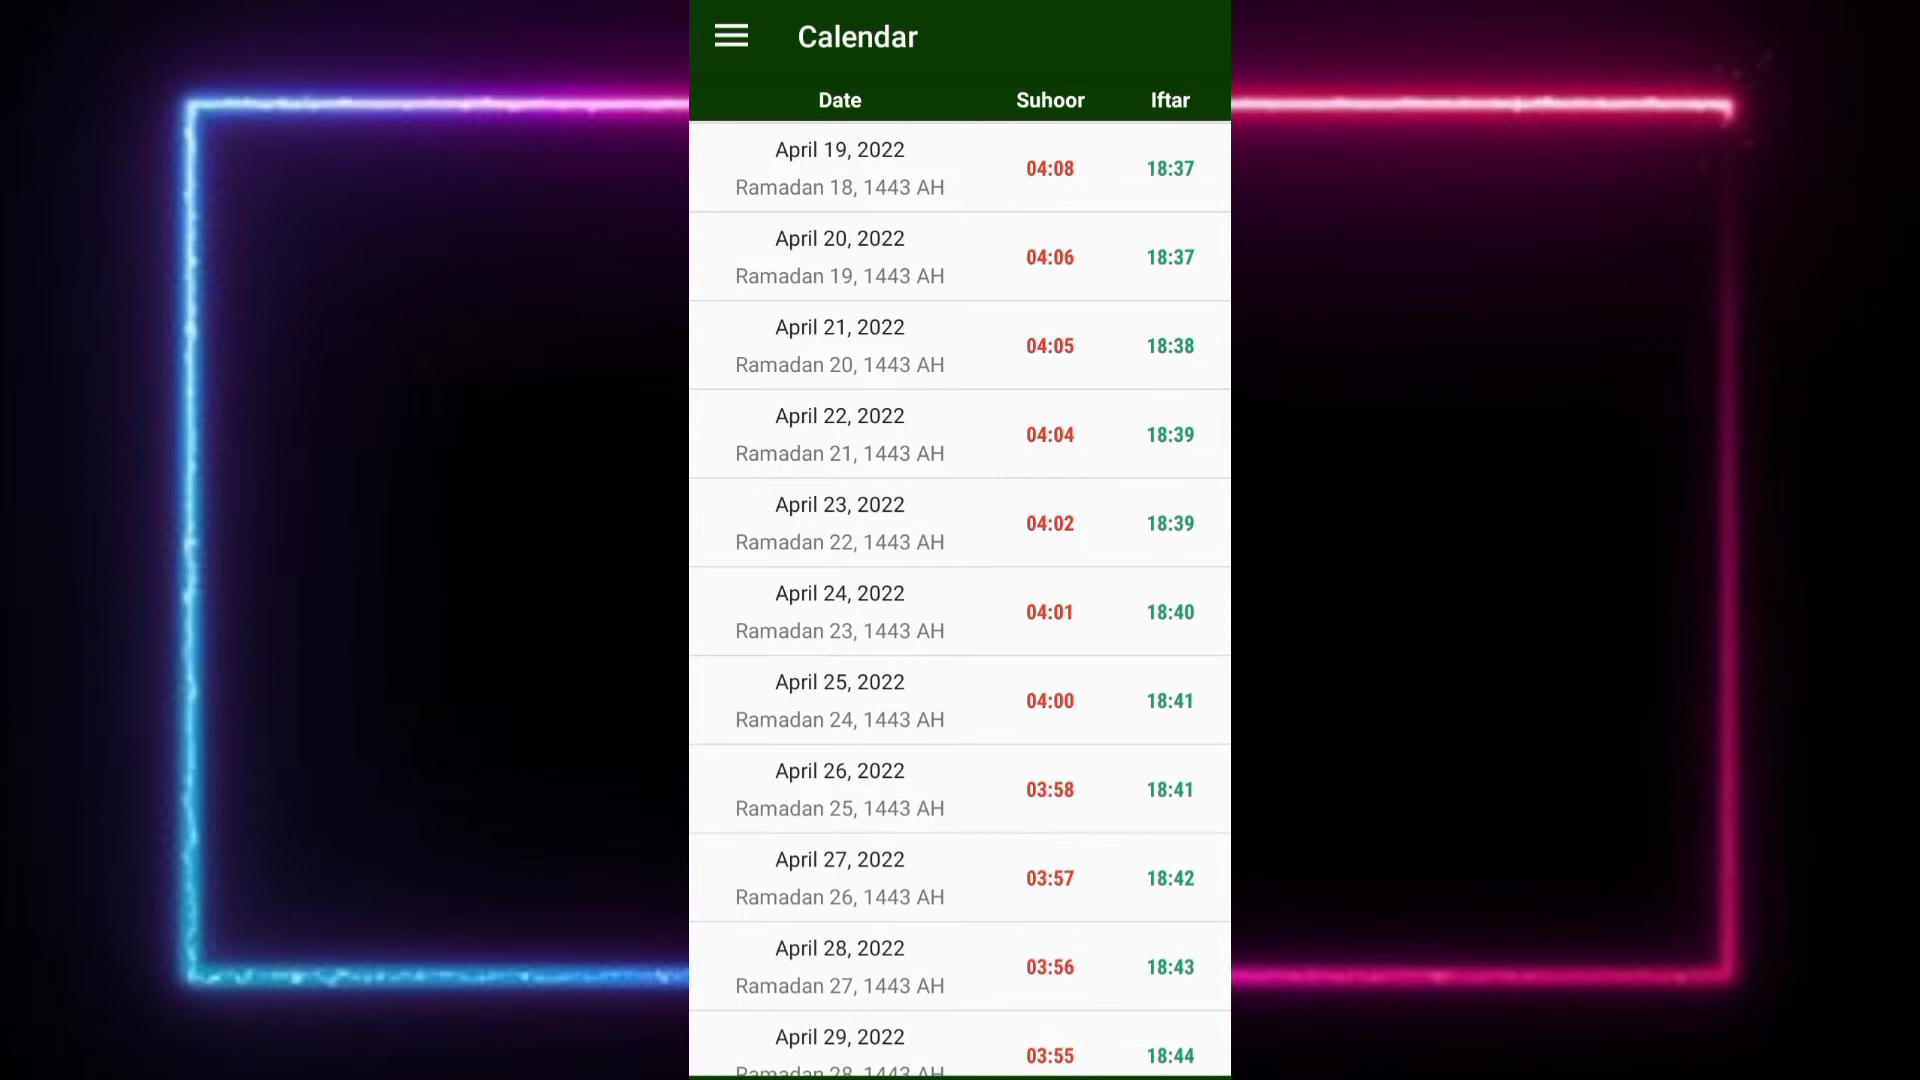 Calendar
Date Suhoor Iftar
April 19, 2022
04:08 18:37
Ramadan 18, 1443 AH
April 20, 2022
04:06 18:37
Ramadan 19, 1443 AH
April 21, 2022
04:05 18:38
Ramadan 20, 1443 AH
April 22, 2022
04:04 18:39
Ramadan 21, 1443 AH
April 23, 2022
04:02 18:39
Ramadan 22, 1443 AH
April 24, 2022
04:01 18:40
Ramadan 23, 1443 AH
April 25, 2022
04:00 18:41
Ramadan 24, 1443 AH
April 26, 2022
03:58 18:41
Ramadan 25, 1443 AH
April 27, 2022
03:57 18:42
Ramadan 26, 1443 AH
April 28, 2022
03:56 18:43
Ramadan 27, 1443 AH
April 29, 2022
03:55 18:44
Ramadan 28, 1443 AH